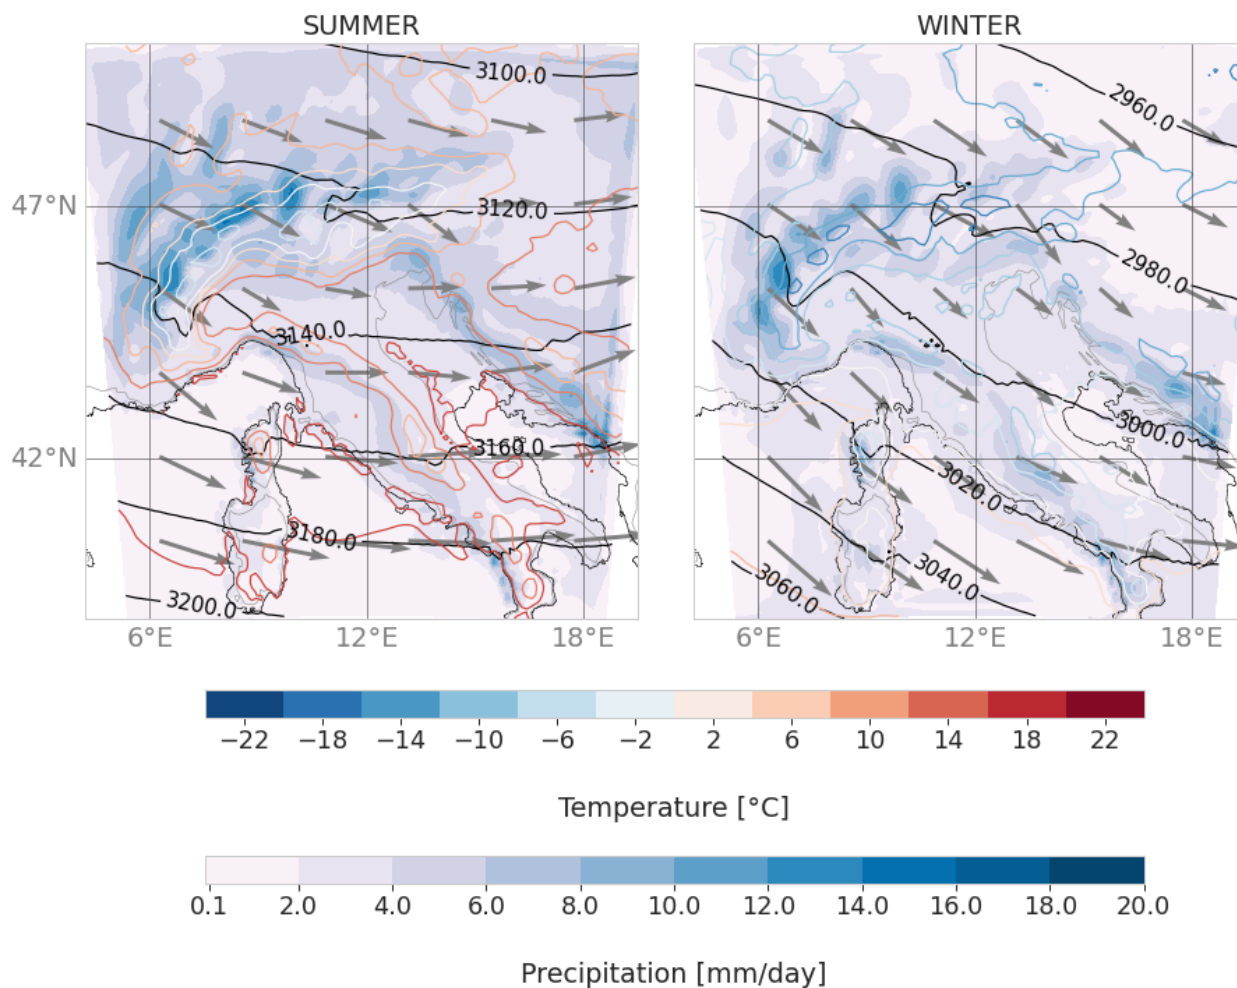 SUMMER WINTER
3100.0 2960.0
47°N 3120.0 2980.0
3140.0
3160.0 3000.0
42°N
3180.0 3020.0
3200.0 3060.0 3040.0
6°E 12°E 18°E 6°E 12°E 18°E
−22 −18 −14 −10 −6 −2 2 6 10 14 18 22
Temperature [°C]
0.1 2.0 4.0 6.0 8.0 10.0 12.0 14.0 16.0 18.0 20.0
Precipitation [mm/day]